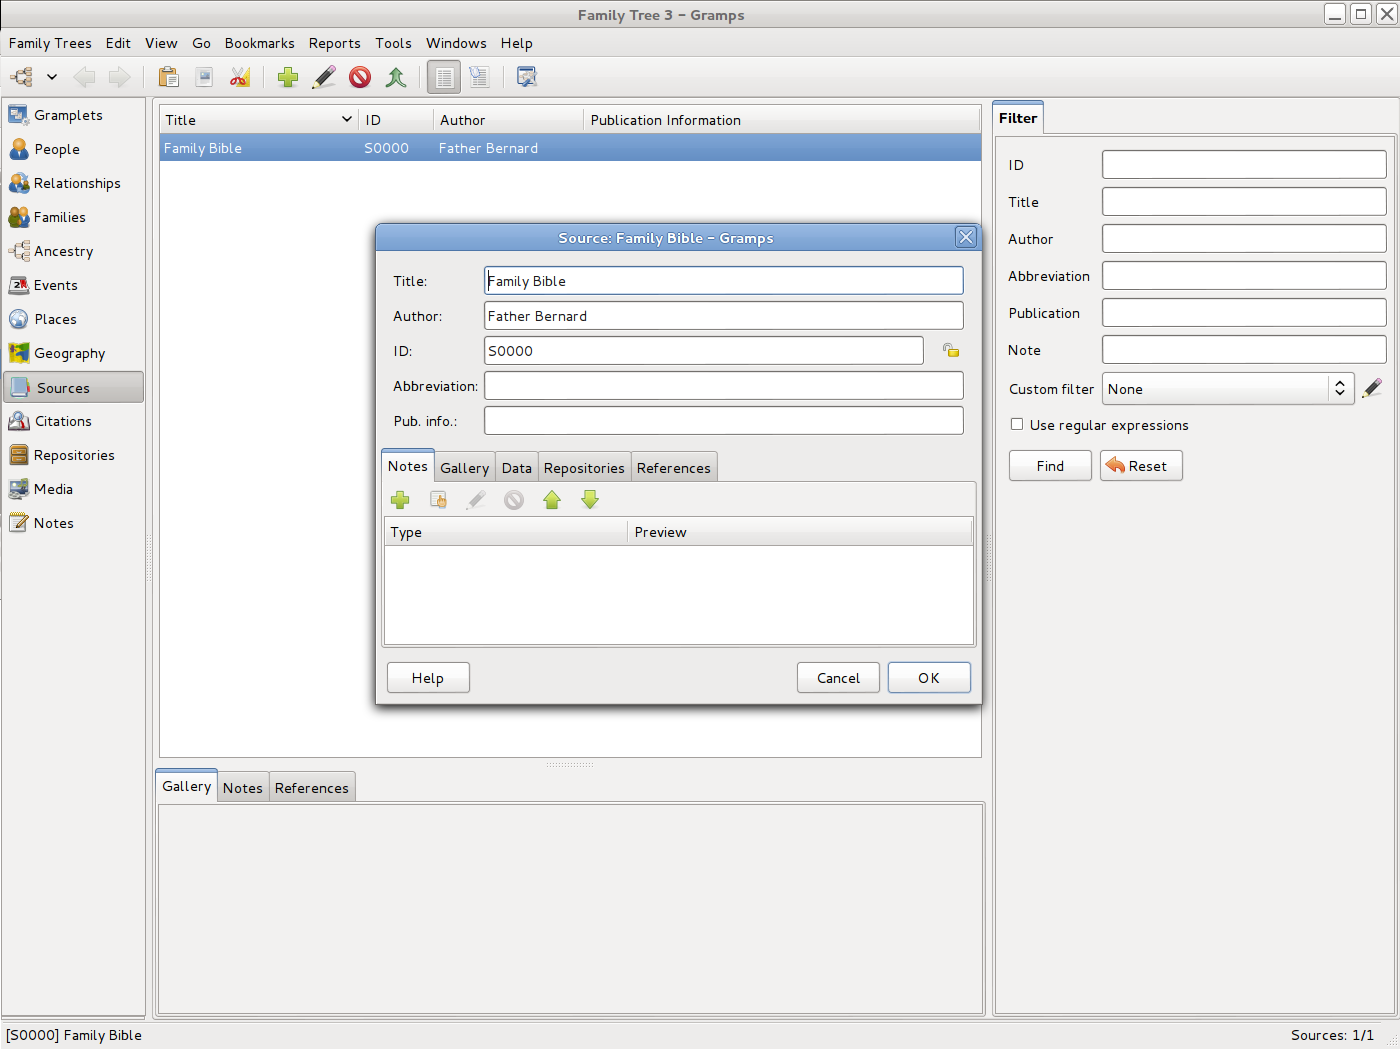 Family Tree 3 – Gramps
Family Trees Edit View Go Bookmarks Reports Tools Windows Help
Gramplets
People
Relationships
Families
Ancestry
Events
Places
Geography
Sources
Citations
Repositories
Media
Notes
Title ID Author Publication Information
Family Bible S0000 Father Bernard
Source: Family Bible – Gramps
Title: Family Bible
Author: Father Bernard
ID: S0000
Abbreviation:
Pub. info.:
Notes Gallery Data Repositories References
Type Preview
Help Cancel OK
Gallery Notes References
Filter
ID
Title
Author
Abbreviation
Publication
Note
Custom filter None
Use regular expressions
Find Reset
[S0000] Family Bible
Sources: 1/1